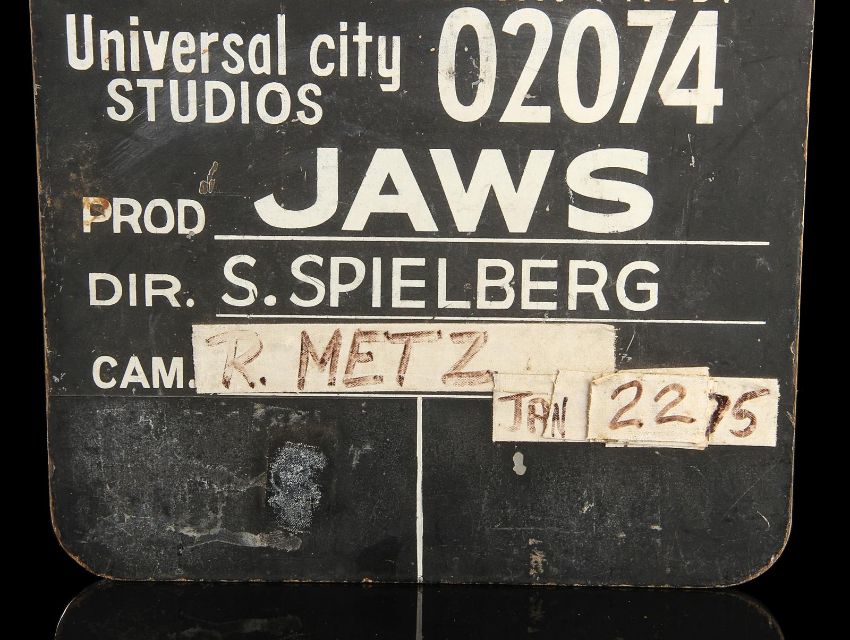 Universal city 02074
STUDIOS
PROD JAWS
DIR. S. SPIELBERG
CAM. R. METZ
JAN 22 75